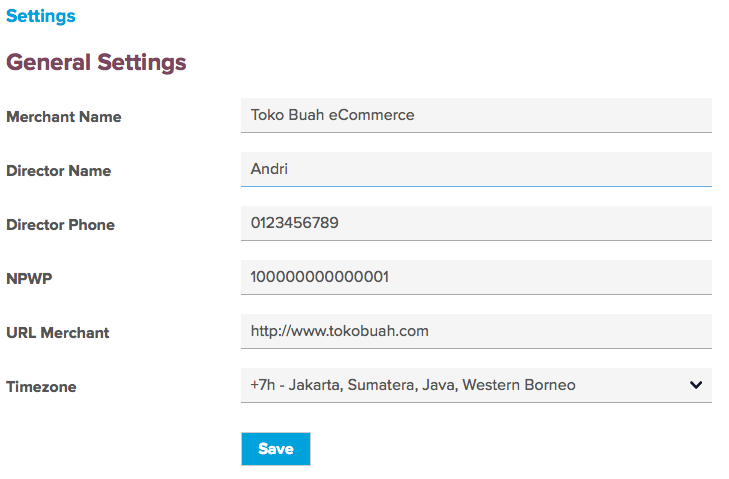 Settings
General Settings
Merchant Name Toko Buah eCommerce
Director Name Andri
Director Phone 0123456789
NPWP 100000000000001
URL Merchant http://www.tokobuah.com
Timezone +7h - Jakarta, Sumatera, Java, Western Borneo
Save